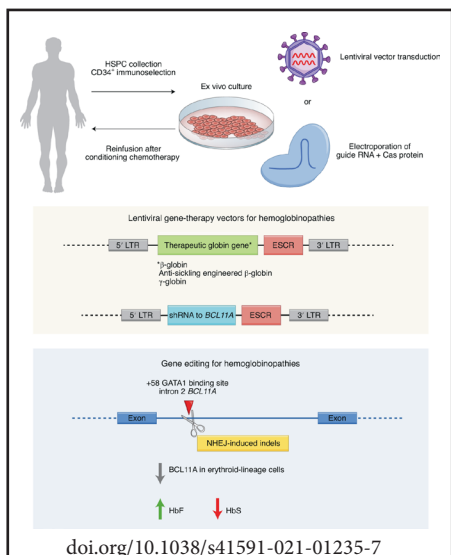 HSPC collection
CD34⁺ immunoselection
Ex vivo culture
Reinfusion after
conditioning chemotherapy
Lentiviral vector transduction
or
Electroporation of
guide RNA + Cas protein
Lentiviral gene-therapy vectors for hemoglobinopathies
5′ LTR Therapeutic globin gene* ESCR 3′ LTR
*β-globin
Anti-sickling engineered β-globin
γ-globin
5′ LTR shRNA to BCL11A ESCR 3′ LTR
Gene editing for hemoglobinopathies
+58 GATA1 binding site
intron 2 BCL11A
Exon Exon
NHEJ-induced indels
BCL11A in erythroid-lineage cells
HbF HbS
doi.org/10.1038/s41591-021-01235-7